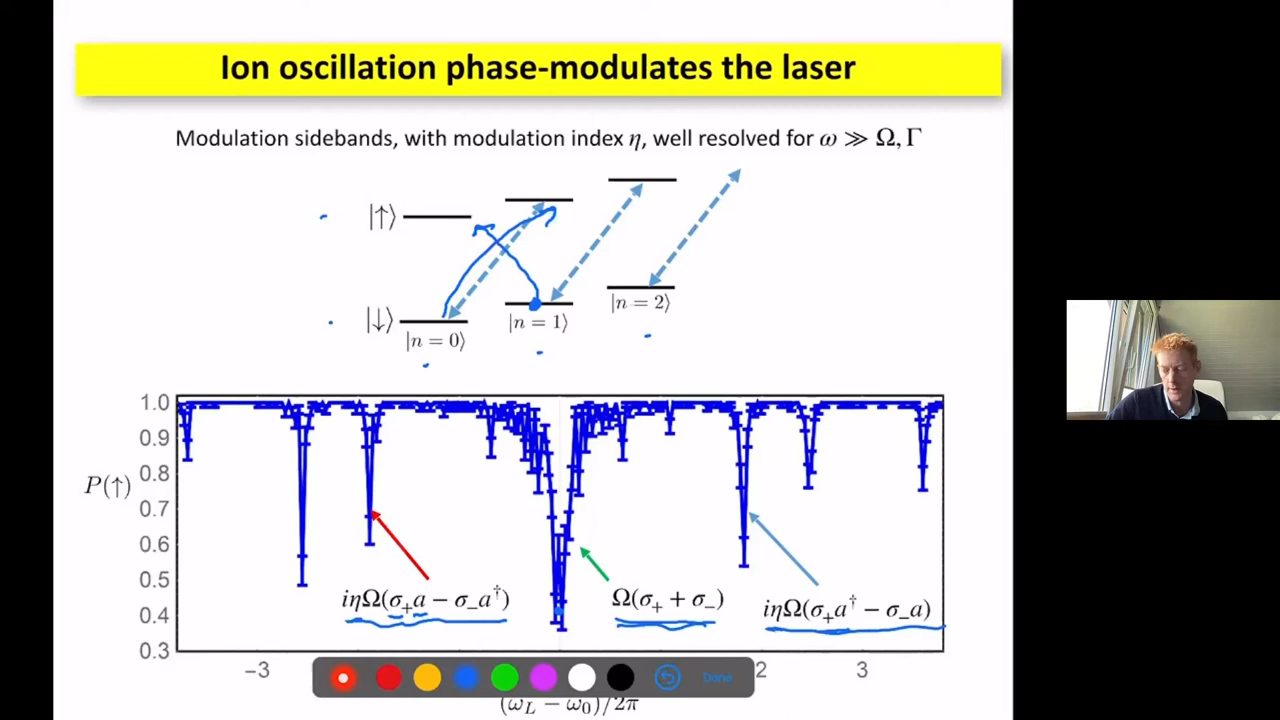 Ion oscillation phase-modulates the laser
Modulation sidebands, with modulation index η, well resolved for ω ≫ Ω, Γ
|↑⟩
|↓⟩
|n = 0⟩ |n = 1⟩ |n = 2⟩
1.0
0.9
0.8
P(↑)
0.7
0.6
0.5
0.4
0.3
iηΩ(σ₊a − σ₋a†) Ω(σ₊ + σ₋) iηΩ(σ₊a† − σ₋a)
−3 2 3
Done
(ω_L − ω₀)/2π